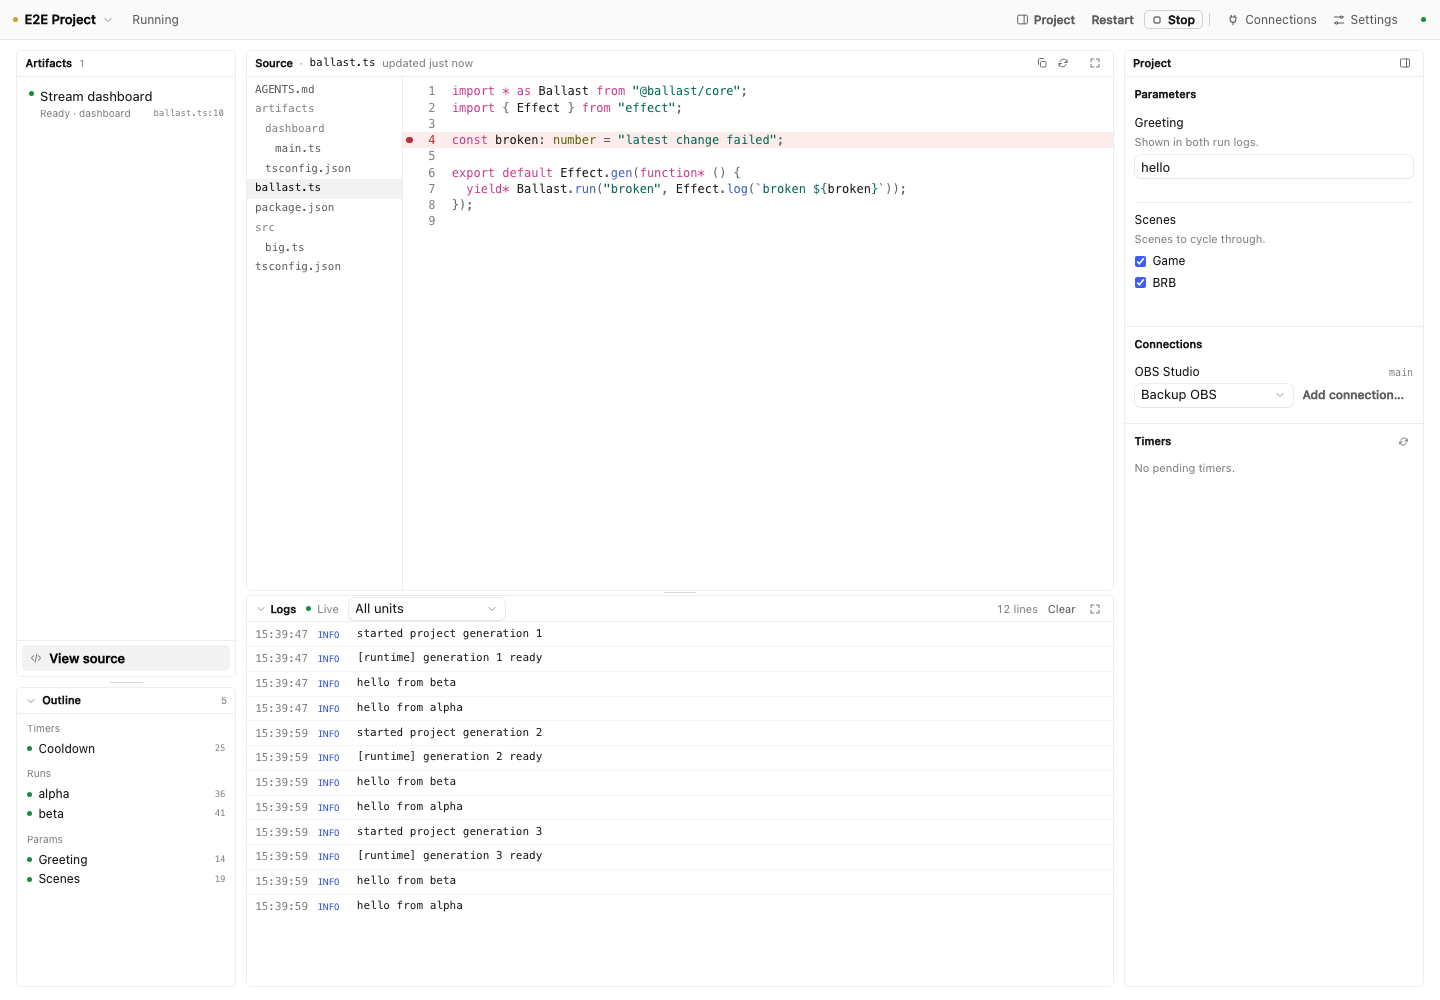 E2E Project
Running
Project
Restart
Stop
Connections
Settings
Artifacts 1
Stream dashboard
Ready · dashboard ballast.ts:10
View source
Outline 5
Timers
Cooldown 25
Runs
alpha 36
beta 41
Params
Greeting 14
Scenes 19
Source · ballast.ts updated just now
AGENTS.md
artifacts
dashboard
main.ts
tsconfig.json
ballast.ts
package.json
src
big.ts
tsconfig.json
1 import * as Ballast from "@ballast/core";
2 import { Effect } from "effect";
3
4 const broken: number = "latest change failed";
5
6 export default Effect.gen(function* () {
7 yield* Ballast.run("broken", Effect.log(`broken ${broken}`));
8 });
9
Logs Live All units 12 lines Clear
15:39:47 INFO started project generation 1
15:39:47 INFO [runtime] generation 1 ready
15:39:47 INFO hello from beta
15:39:47 INFO hello from alpha
15:39:59 INFO started project generation 2
15:39:59 INFO [runtime] generation 2 ready
15:39:59 INFO hello from beta
15:39:59 INFO hello from alpha
15:39:59 INFO started project generation 3
15:39:59 INFO [runtime] generation 3 ready
15:39:59 INFO hello from beta
15:39:59 INFO hello from alpha
Project
Parameters
Greeting
Shown in both run logs.
hello
Scenes
Scenes to cycle through.
Game
BRB
Connections
OBS Studio main
Backup OBS Add connection...
Timers
No pending timers.